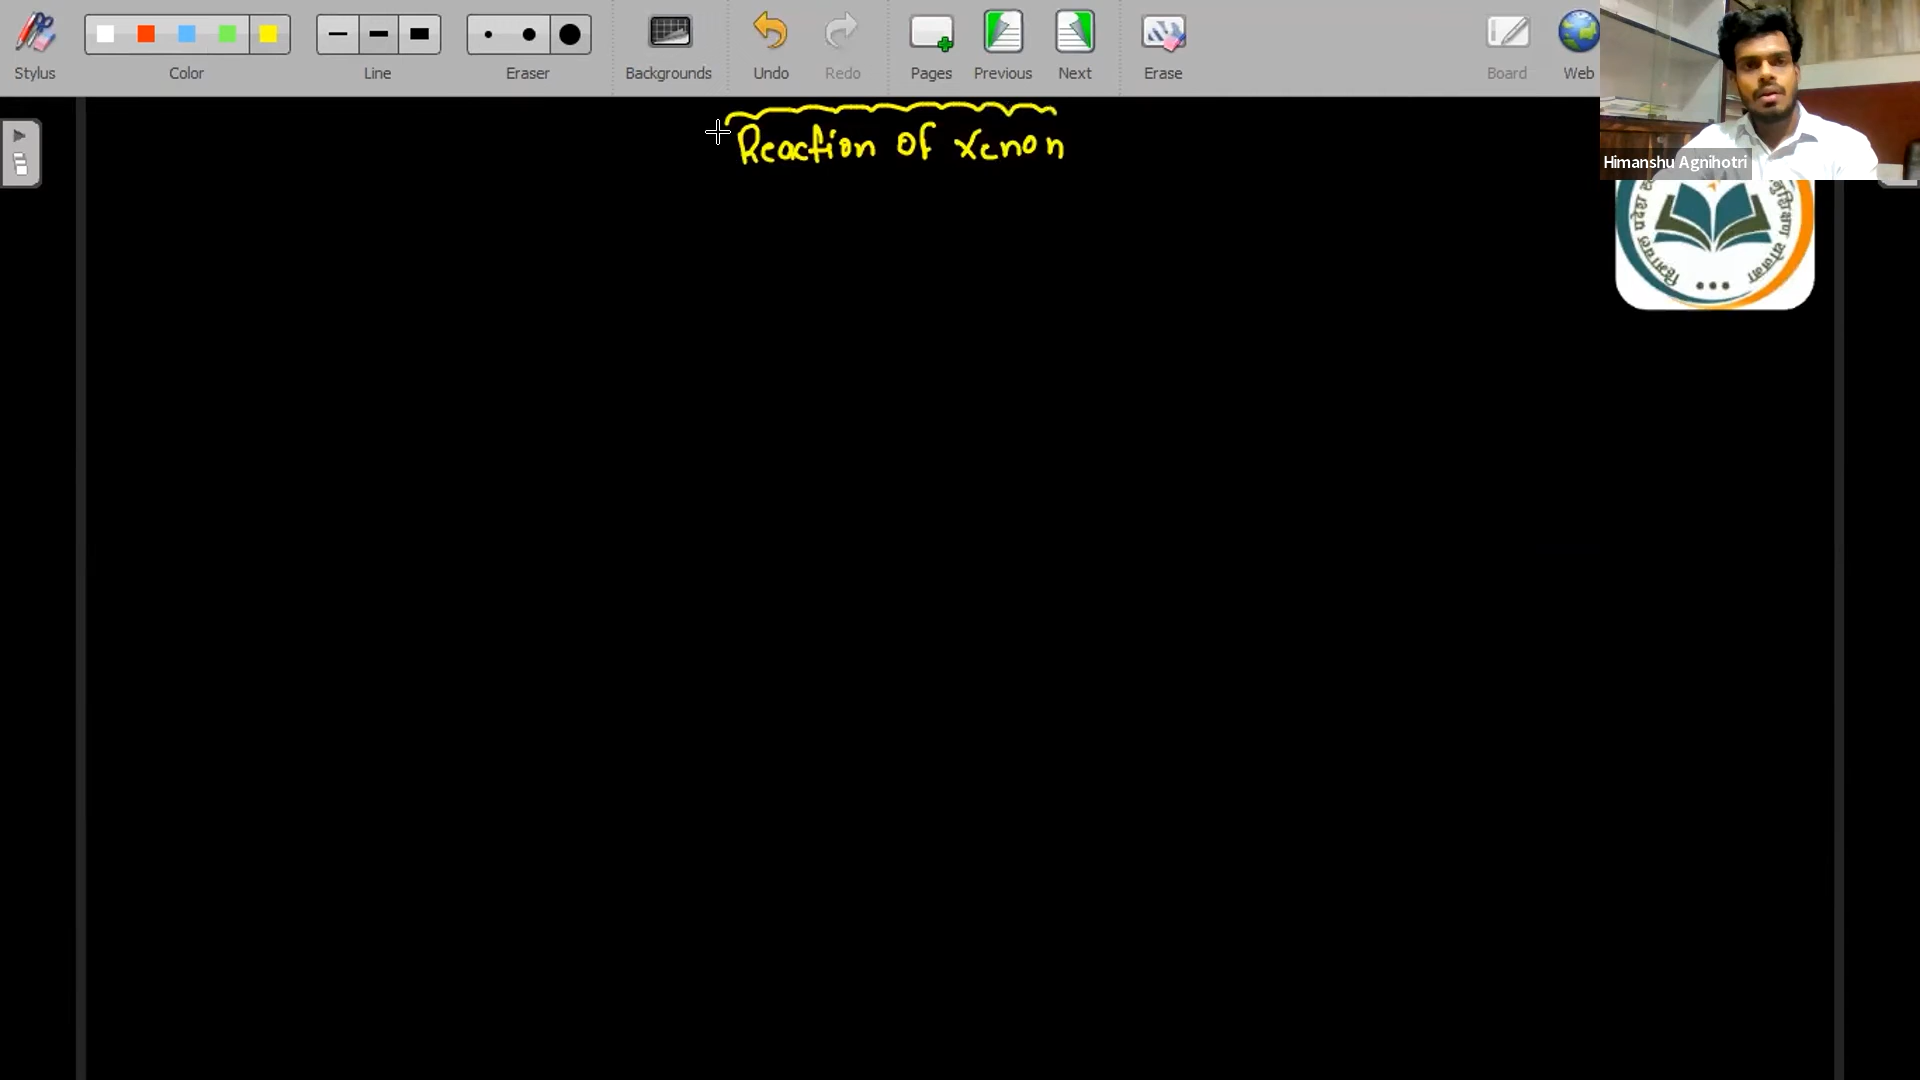 Stylus Color Line Eraser Backgrounds Undo Redo Pages Previous Next Erase Board Web
Reaction of Xenon
Himanshu Agnihotri